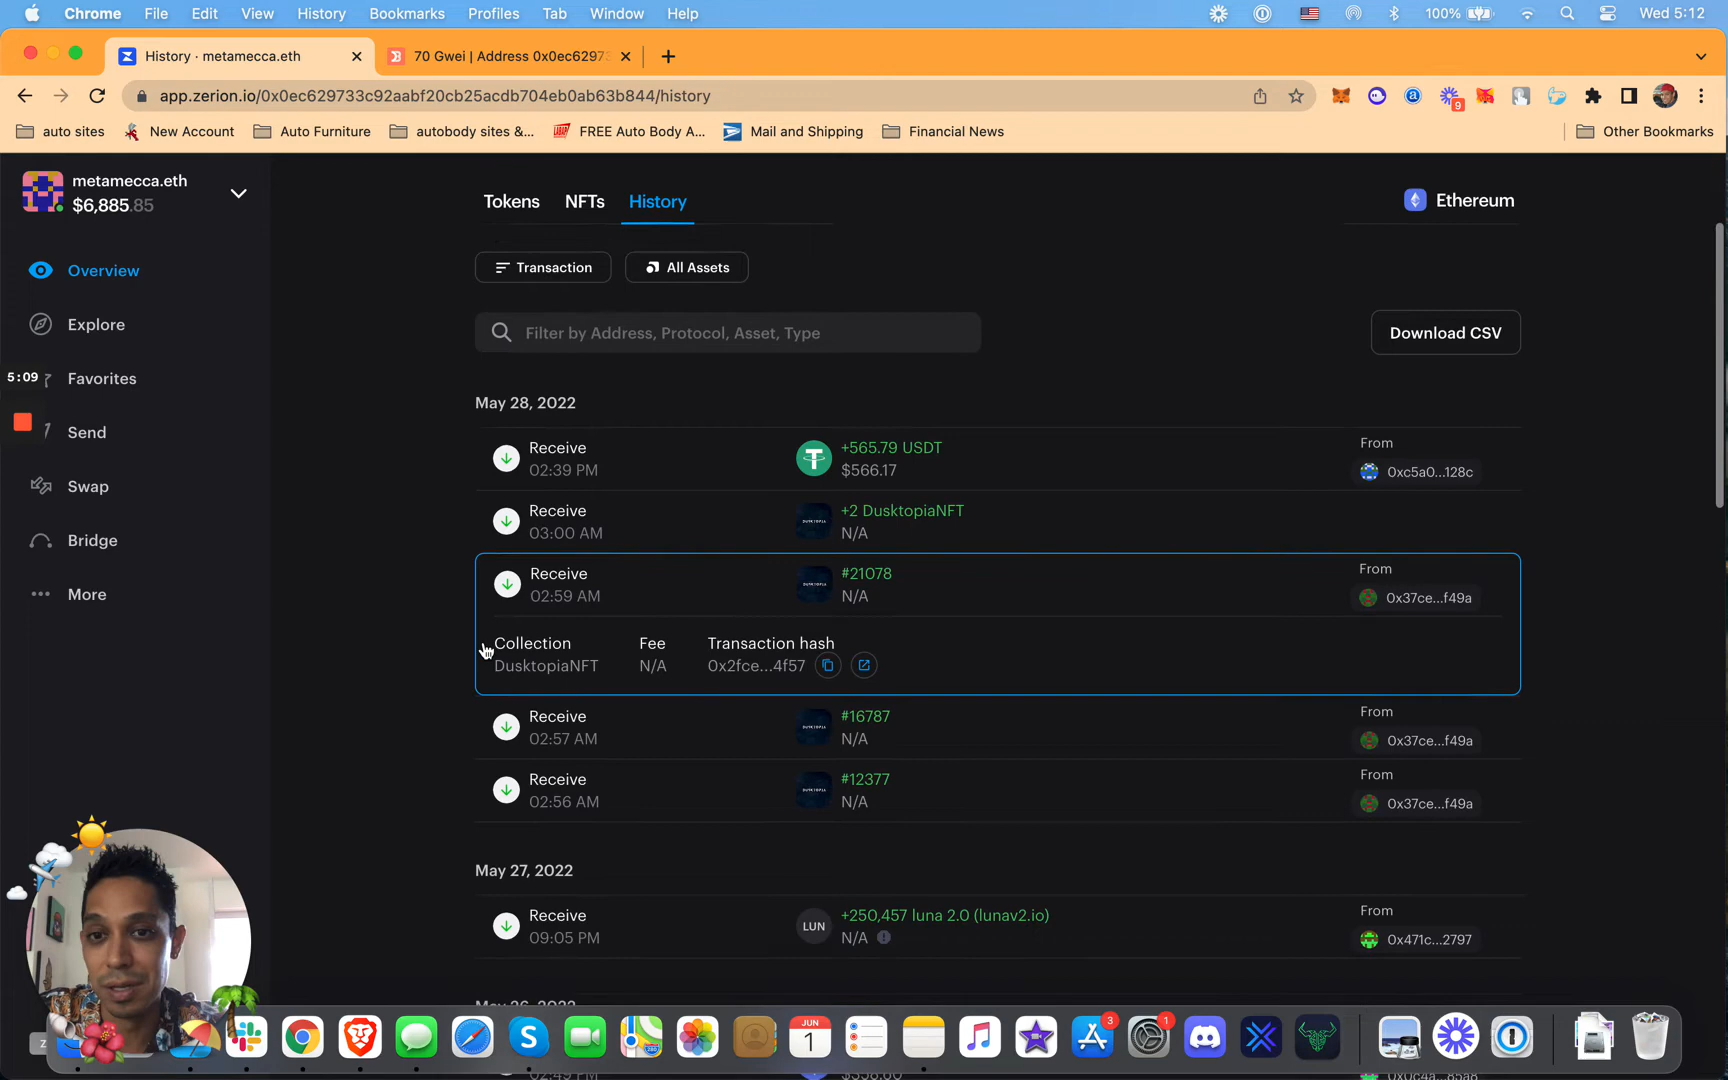 Chrome File Edit View History Bookmarks Profiles Tab Window Help 100% Wed 5:12
History · metamecca.eth
70 Gwei | Address 0x0ec6297
app.zerion.io/0x0ec629733c92aabf20cb25acdb704eb0ab63b844/history
9
auto sites New Account Auto Furniture autobody sites &... FREE Auto Body A... Mail and Shipping Financial News Other Bookmarks
metamecca.eth
$6,885.85
Tokens NFTs History Ethereum
Overview
Transaction All Assets
Explore
Filter by Address, Protocol, Asset, Type Download CSV
5:09
Favorites
Send
Swap
Bridge
More
May 28, 2022
Receive +565.79 USDT From
02:39 PM $566.17 0xc5a0...128c
Receive +2 DusktopiaNFT
03:00 AM N/A
Receive #21078 From
02:59 AM N/A 0x37ce...f49a
Collection Fee Transaction hash
DusktopiaNFT N/A 0x2fce...4f57
Receive #16787 From
02:57 AM N/A 0x37ce...f49a
Receive #12377 From
02:56 AM N/A 0x37ce...f49a
May 27, 2022
Receive LUN +250,457 luna 2.0 (lunav2.io) From
09:05 PM N/A 0x471c...2797
JUN
1
3
1